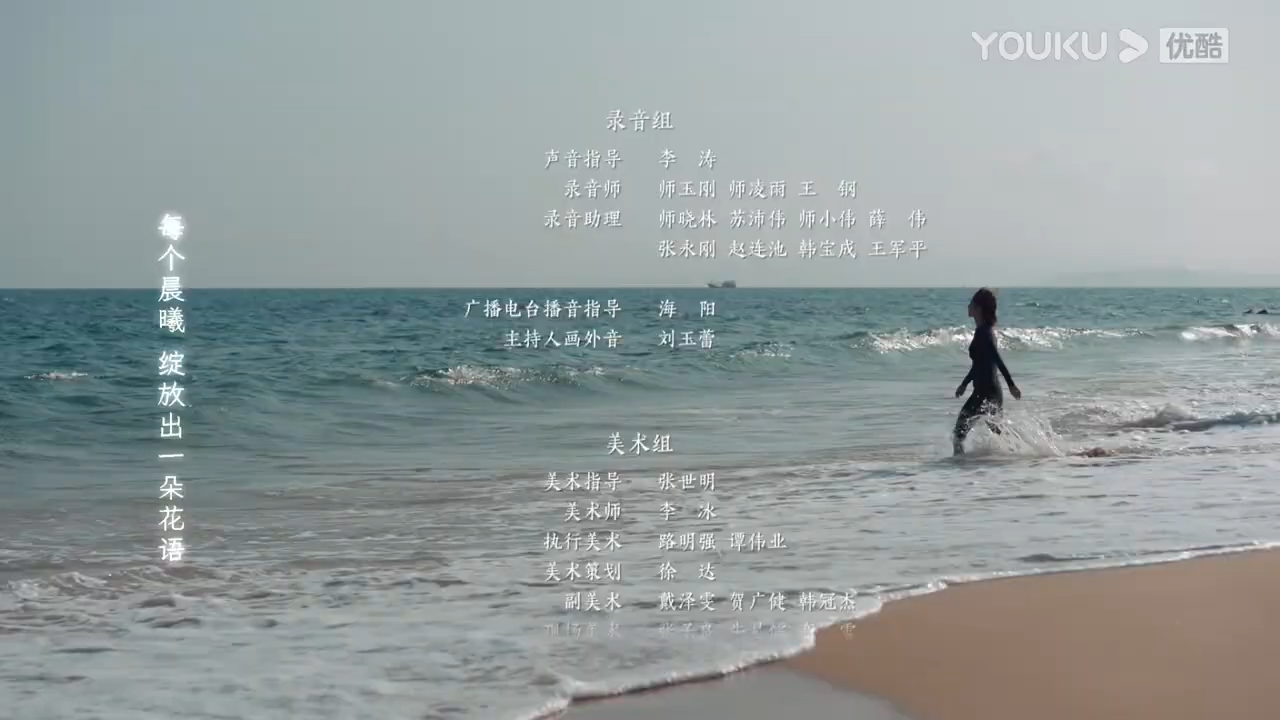 YOUKU 优酷
录音组
声音指导 李 涛
录音师 师玉刚 师凌雨 王 钢
录音助理 师晓林 苏沛伟 师小伟 薛 伟
张永刚 赵连池 韩宝成 王军平
广播电台播音指导 海 阳
主持人画外音 刘玉蕾
每个晨曦 绽放出一朵花语
美术组
美术指导 张世明
美术师 李 冰
执行美术 路明强 谭伟业
美术策划 徐 达
副美术 戴泽雯 贺广健 韩冠杰